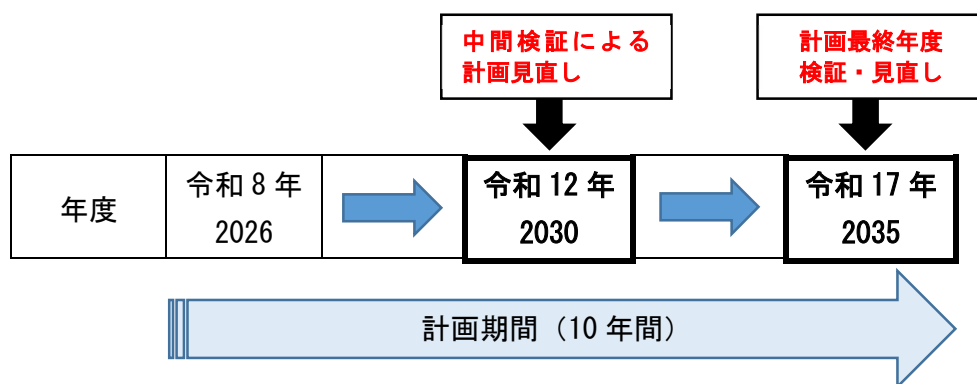 中間検証による
計画見直し
計画最終年度
検証・見直し
年度
令和 8 年
2026
令和 12 年
2030
令和 17 年
2035
計画期間（10 年間）